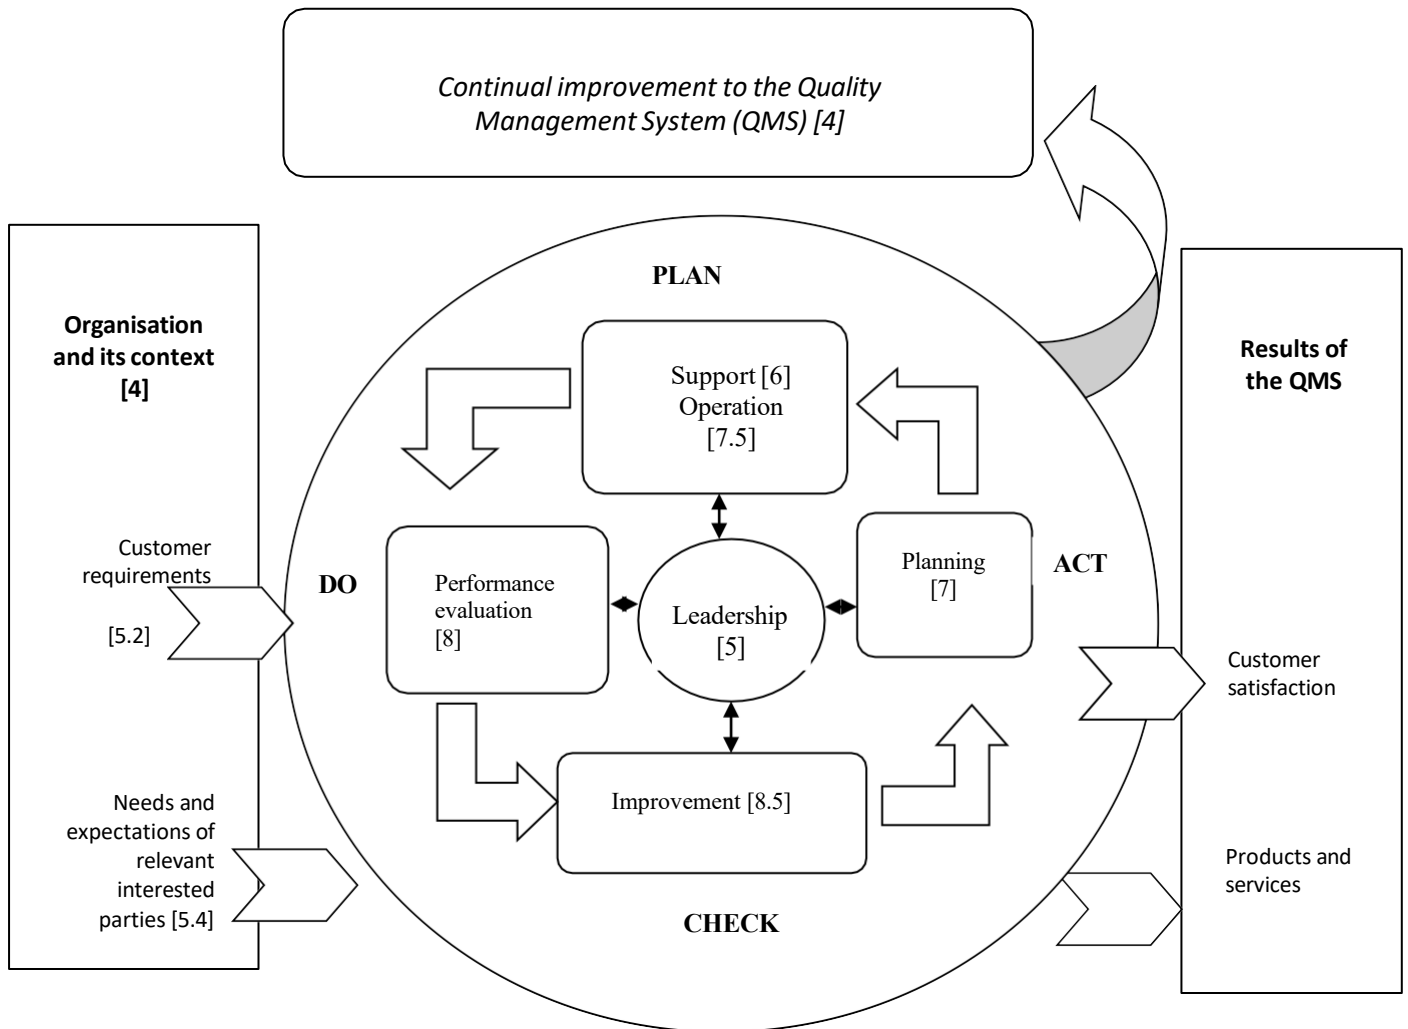 Continual improvement to the Quality
Management System (QMS) [4]
Organisation
and its context
[4]
Customer
requirements
[5.2]
Needs and
expectations of
relevant
interested
parties [5.4]
PLAN
Support [6]
Operation
[7.5]
DO
Performance
evaluation
[8]
Leadership
[5]
Planning
[7]
ACT
Improvement [8.5]
CHECK
Results of
the QMS
Customer
satisfaction
Products and
services